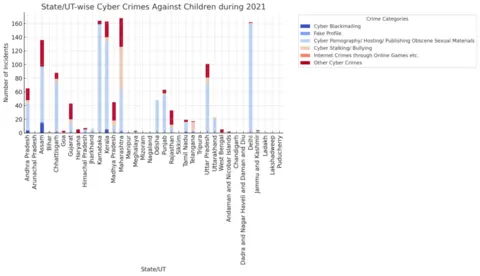 State/UT-wise Cyber Crimes Against Children during 2021
Crime Categories
Cyber Blackmailing
Fake Profile
Cyber Pornography/ Hosting/ Publishing Obscene Sexual Materials
Cyber Stalking/ Bullying
Internet Crimes through Online Games etc.
Other Cyber Crimes
Number of Incidents
160
140
120
100
80
60
40
20
0
Andhra Pradesh
Arunachal Pradesh
Assam
Bihar
Chhattisgarh
Goa
Gujarat
Haryana
Himachal Pradesh
Jharkhand
Karnataka
Kerala
Madhya Pradesh
Maharashtra
Manipur
Meghalaya
Mizoram
Nagaland
Odisha
Punjab
Rajasthan
Sikkim
Tamil Nadu
Telangana
Tripura
Uttar Pradesh
Uttarakhand
West Bengal
Andaman and Nicobar Islands
Chandigarh
Dadra and Nagar Haveli and Daman and Diu
Delhi
Jammu and Kashmir
Ladakh
Lakshadweep
Puducherry
State/UT